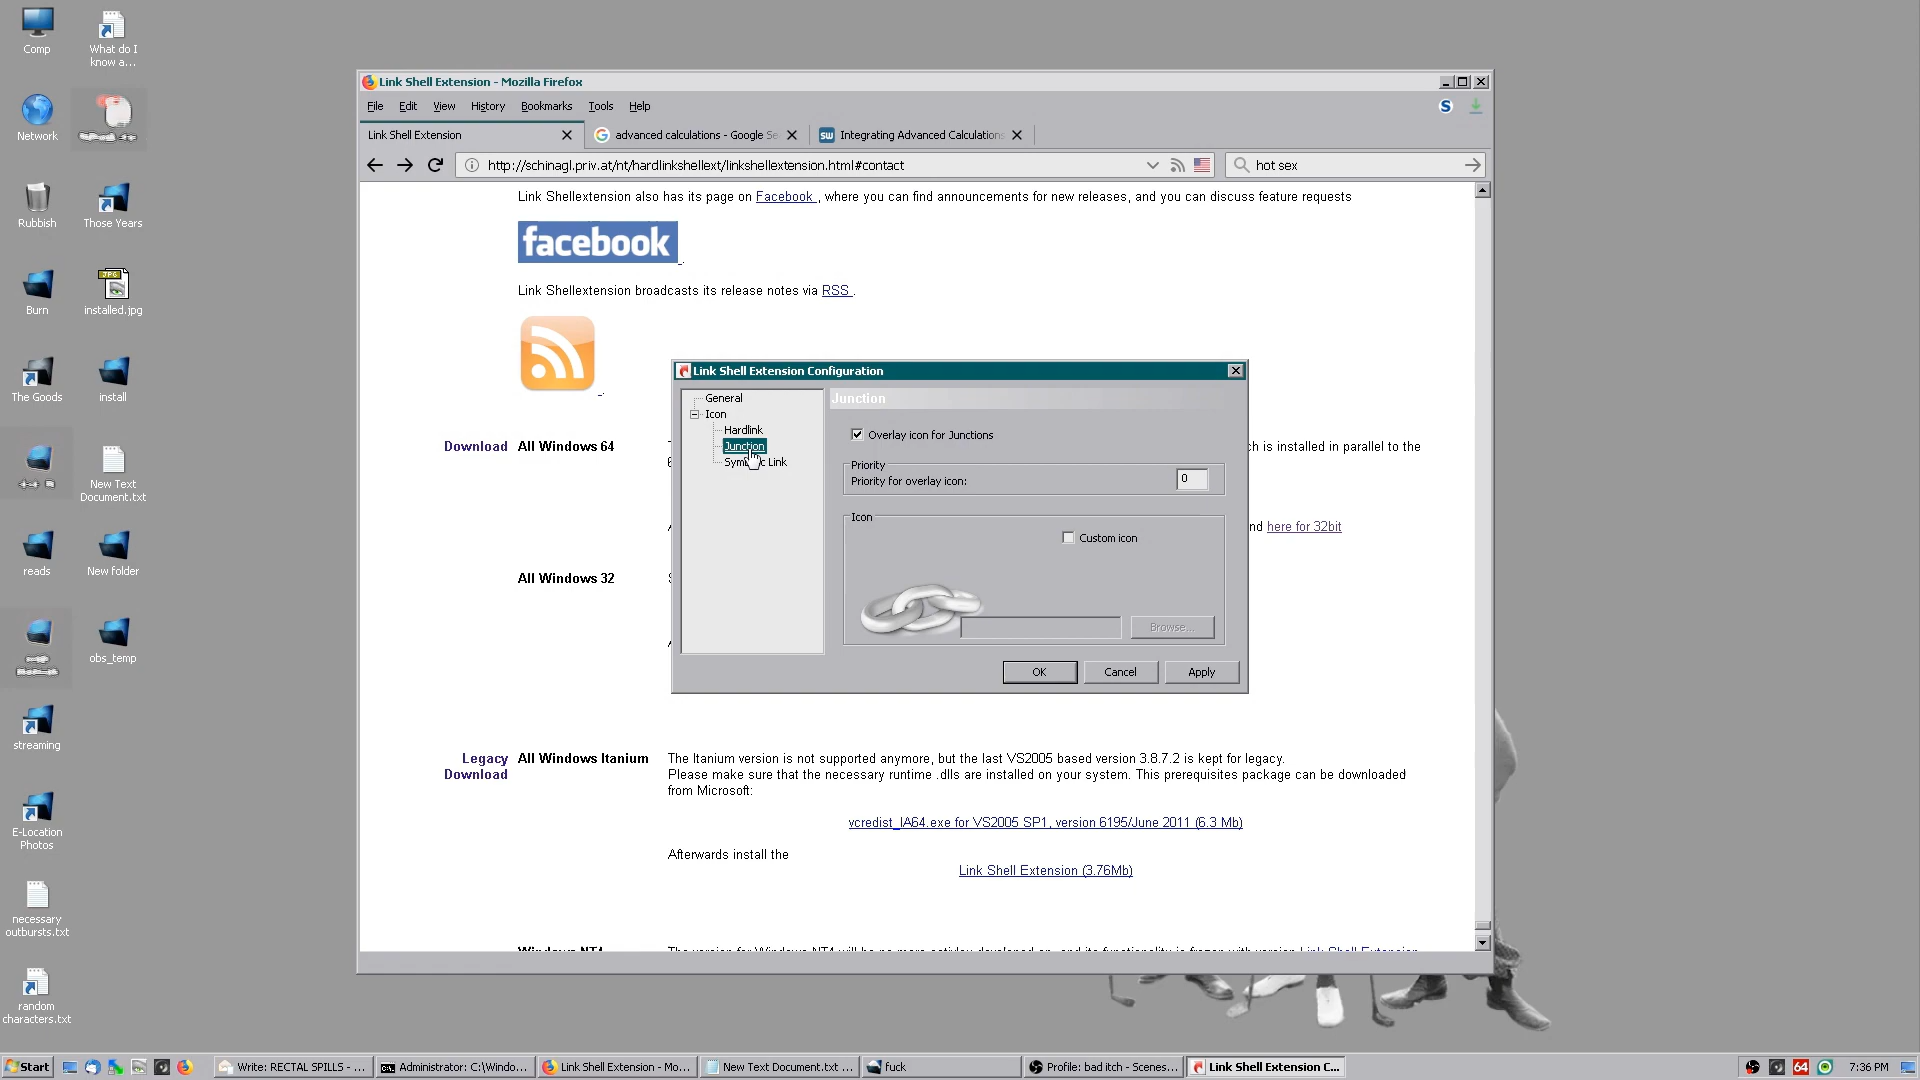 Comp
What do I
know a...
Network
Rubbish
Those Years
Burn
JPG
installed.jpg
The Goods
install
New Text
Document.txt
reads
New folder
obs_temp
streaming
E-Location
Photos
necessary
outbursts.txt
random
characters.txt
Link Shell Extension - Mozilla Firefox
File Edit View History Bookmarks Tools Help
S
Link Shell Extension
advanced calculations - Google Se
SW Integrating Advanced Calculations
http://schinagl.priv.at/nt/hardlinkshellext/linkshellextension.html#contact
hot sex
Link Shellextension also has its page on Facebook , where you can find announcements for new releases, and you can discuss feature requests
facebook .
Link Shellextension broadcasts its release notes via RSS .
.
Download All Windows 64
ch is installed in parallel to the
nd here for 32bit
All Windows 32
Link Shell Extension Configuration
General
Icon
Hardlink
Junction
Link
Junction
Overlay icon for Junctions
Priority
Priority for overlay icon: 0
Icon
Custom icon
Browse...
OK Cancel Apply
Legacy
Download
All Windows Itanium
The Itanium version is not supported anymore, but the last VS2005 based version 3.8.7.2 is kept for legacy.
Please make sure that the necessary runtime .dlls are installed on your system. This prerequisites package can be downloaded
from Microsoft:
vcredist_IA64.exe for VS2005 SP1, version 6195/June 2011 (6.3 Mb)
Afterwards install the
Link Shell Extension (3.76Mb)
Start
Write: RECTAL SPILLS - ...
Administrator: C:\Windo...
Link Shell Extension - Mo...
New Text Document.txt ...
fuck
Profile: bad itch - Scenes...
Link Shell Extension C...
64
7:36 PM